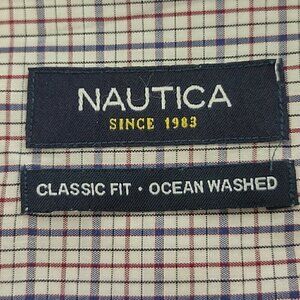 NAUTICA
SINCE 1983
CLASSIC FIT • OCEAN WASHED